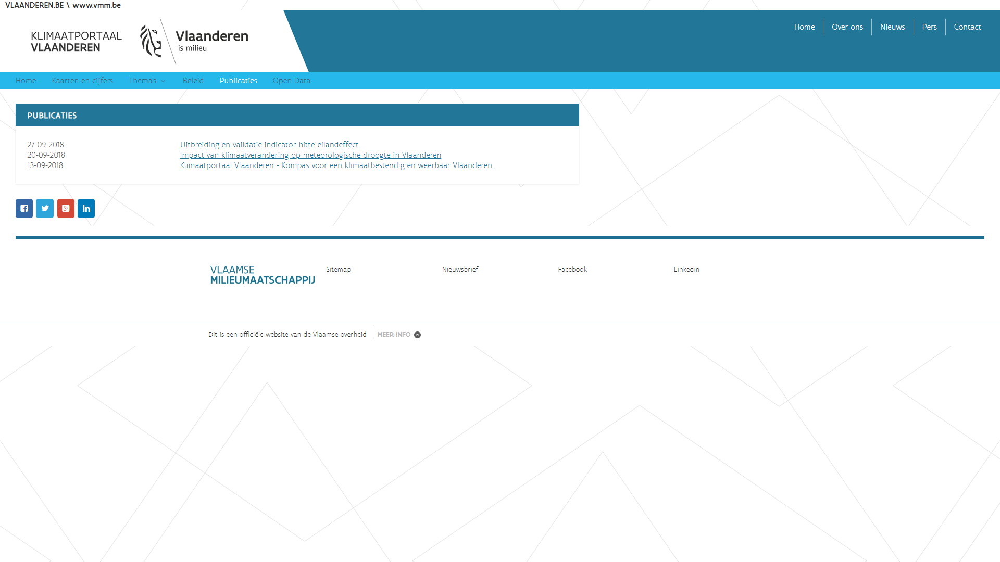 VLAANDEREN.BE \ www.vmm.be
KLIMAATPORTAAL
VLAANDEREN
Vlaanderen
is milieu
Home
Over ons
Nieuws
Pers
Contact
Home
Kaarten en cijfers
Thema's
Beleid
Publicaties
Open Data
PUBLICATIES
27-09-2018 Uitbreiding en vaildatie indicator hitte-eilandeffect
20-09-2018 Impact van klimaatverandering op meteorologische droogte in Vlaanderen
13-09-2018 Klimaatportaal Vlaanderen - Kompas voor een klimaatbestendig en weerbaar Vlaanderen
VLAAMSE
MILIEUMAATSCHAPPIJ
Sitemap
Nieuwsbrief
Facebook
Linkedin
Dit is een officiële website van de Vlaamse overheid
MEER INFO